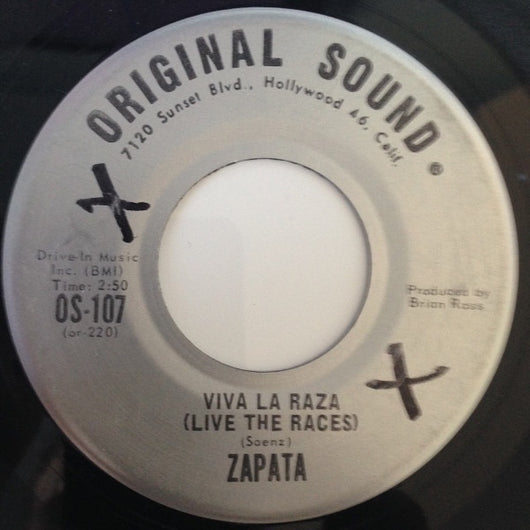 ORIGINAL SOUND®
7120 Sunset Blvd., Hollywood 46, Calif.
X
Drive-In Music
Inc. (BMI)
Time: 2:50
OS-107
(or-220)
Produced by
Brian Ross
X
VIVA LA RAZA
(LIVE THE RACES)
(Saenz)
ZAPATA